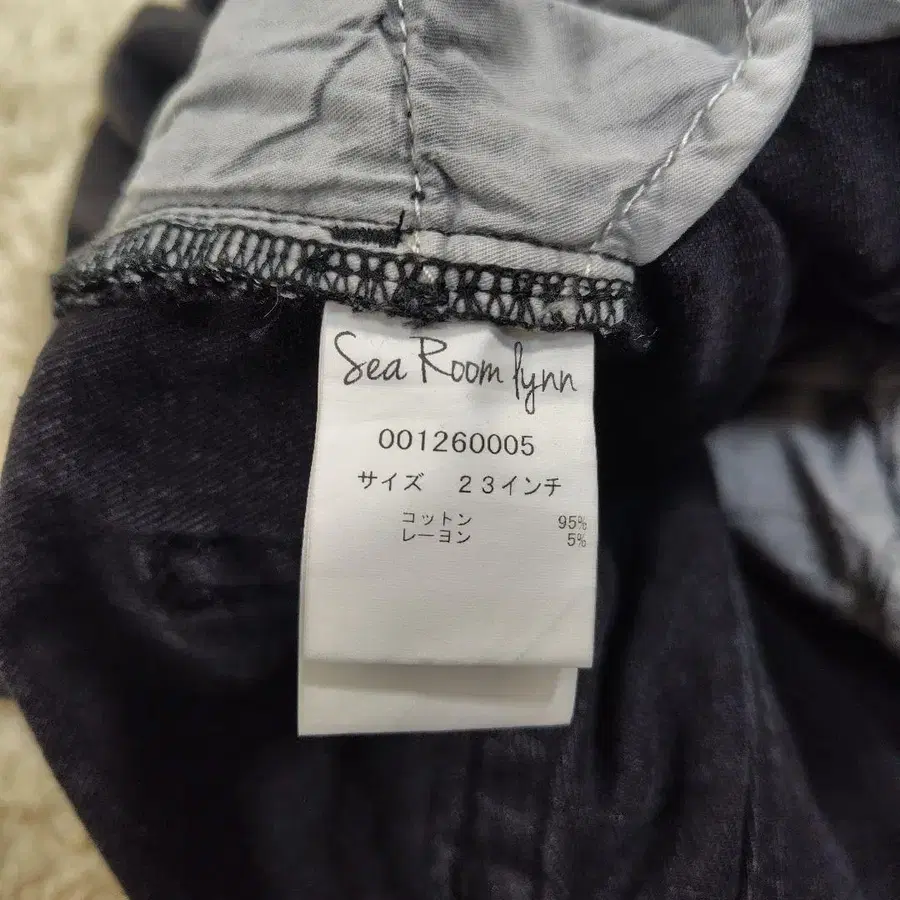 Sea Room lynn
001260005
サイズ　２３インチ
コットン 95%
レーヨン 5%